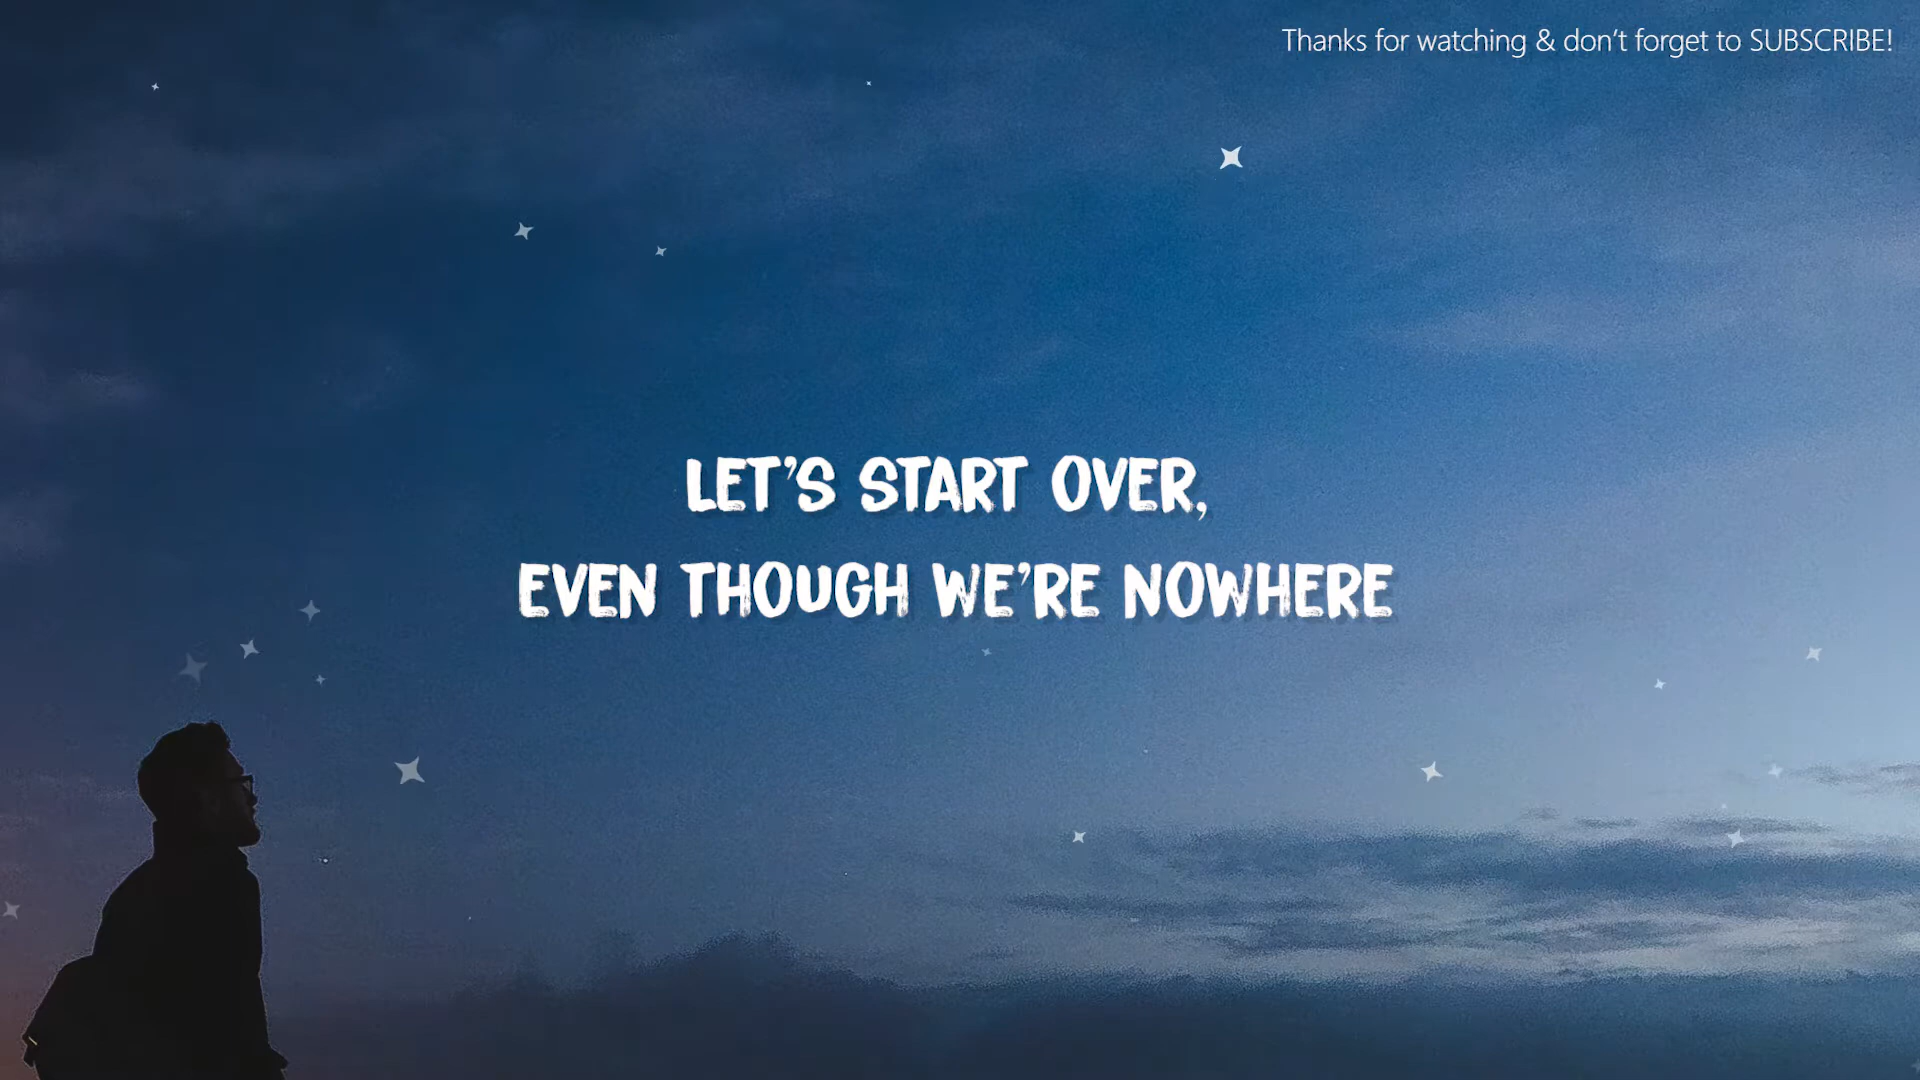 Thanks for watching & don't forget to SUBSCRIBE!
LET'S START OVER,
EVEN THOUGH WE'RE NOWHERE